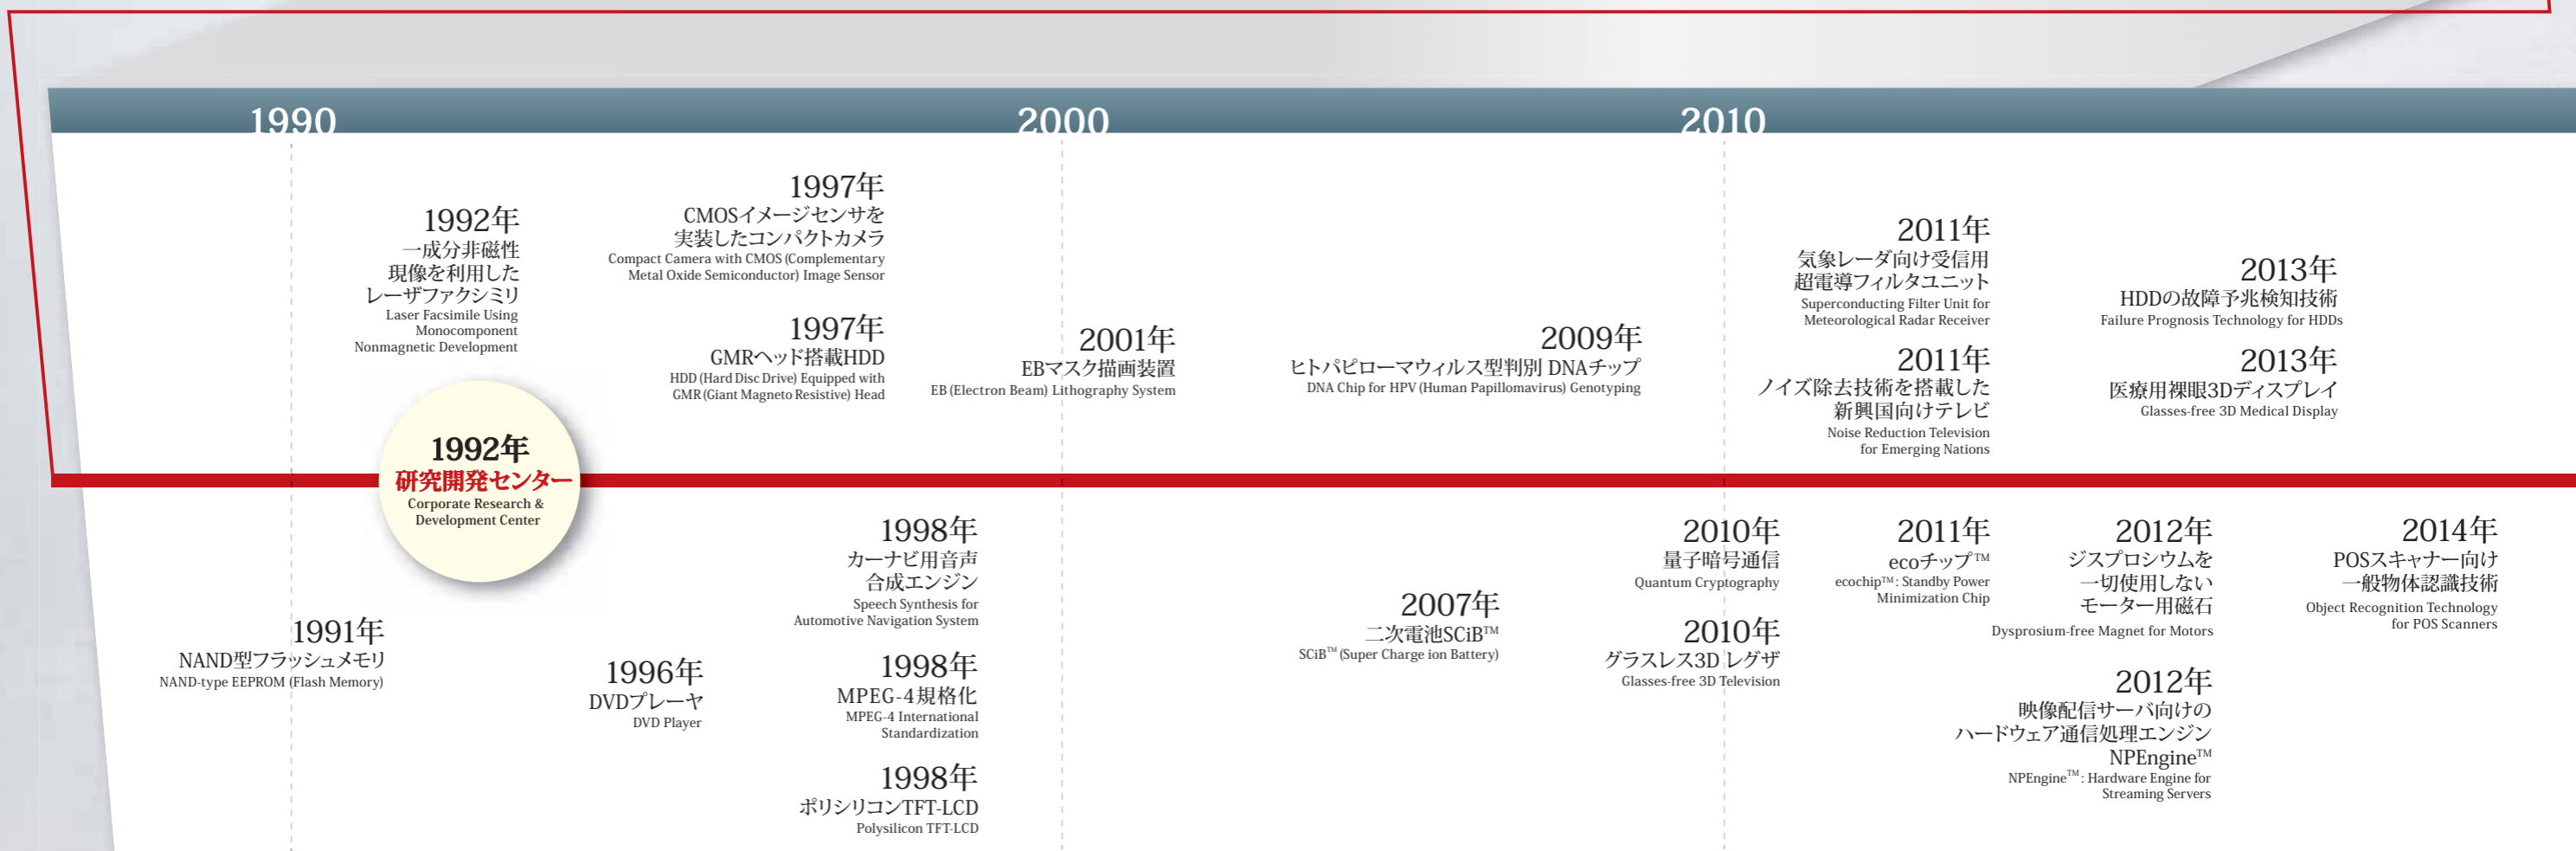 1990
2000
2010
1992年
一成分非磁性
現像を利用した
レーザファクシミリ
Laser Facsimile Using
Monocomponent
Nonmagnetic Development
1997年
CMOSイメージセンサを
実装したコンパクトカメラ
Compact Camera with CMOS (Complementary
Metal Oxide Semiconductor) Image Sensor
1997年
GMRヘッド搭載HDD
HDD (Hard Disc Drive) Equipped with
GMR (Giant Magneto Resistive) Head
2001年
EBマスク描画装置
EB (Electron Beam) Lithography System
2009年
ヒトパピローマウィルス型判別 DNAチップ
DNA Chip for HPV (Human Papillomavirus) Genotyping
2011年
気象レーダ向け受信用
超電導フィルタユニット
Superconducting Filter Unit for
Meteorological Radar Receiver
2011年
ノイズ除去技術を搭載した
新興国向けテレビ
Noise Reduction Television
for Emerging Nations
2013年
HDDの故障予兆検知技術
Failure Prognosis Technology for HDDs
2013年
医療用裸眼3Dディスプレイ
Glasses-free 3D Medical Display
1992年
研究開発センター
Corporate Research &
Development Center
1991年
NAND型フラッシュメモリ
NAND-type EEPROM (Flash Memory)
1996年
DVDプレーヤ
DVD Player
1998年
カーナビ用音声
合成エンジン
Speech Synthesis for
Automotive Navigation System
1998年
MPEG-4規格化
MPEG-4 International
Standardization
1998年
ポリシリコンTFT-LCD
Polysilicon TFT-LCD
2007年
二次電池SCiB™
SCiB™ (Super Charge ion Battery)
2010年
量子暗号通信
Quantum Cryptography
2010年
グラスレス3Dレグザ
Glasses-free 3D Television
2011年
ecoチップ™
ecochip™: Standby Power
Minimization Chip
2012年
ジスプロシウムを
一切使用しない
モーター用磁石
Dysprosium-free Magnet for Motors
2012年
映像配信サーバ向けの
ハードウェア通信処理エンジン
NPEngine™
NPEngine™: Hardware Engine for
Streaming Servers
2014年
POSスキャナー向け
一般物体認識技術
Object Recognition Technology
for POS Scanners